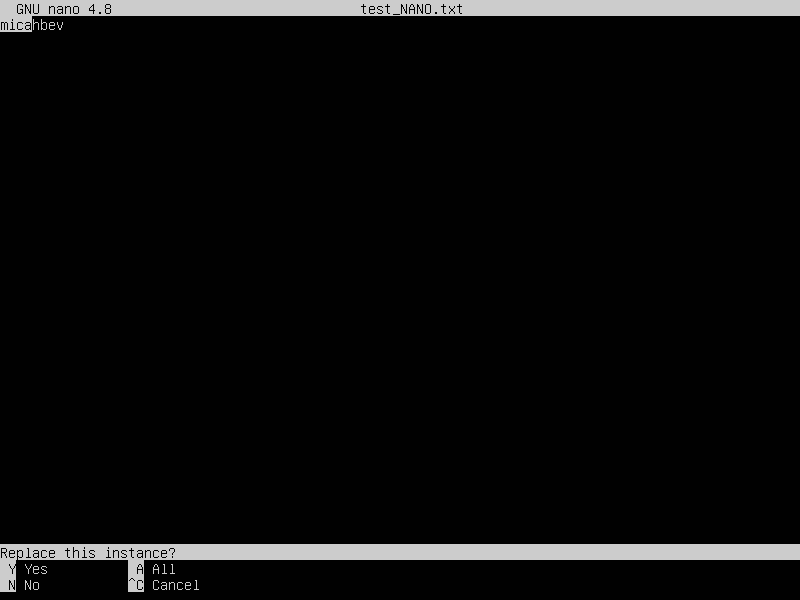 GNU nano 4.8 test_NANO.txt
micahbev
Replace this instance?
Y Yes A All
N No ^C Cancel